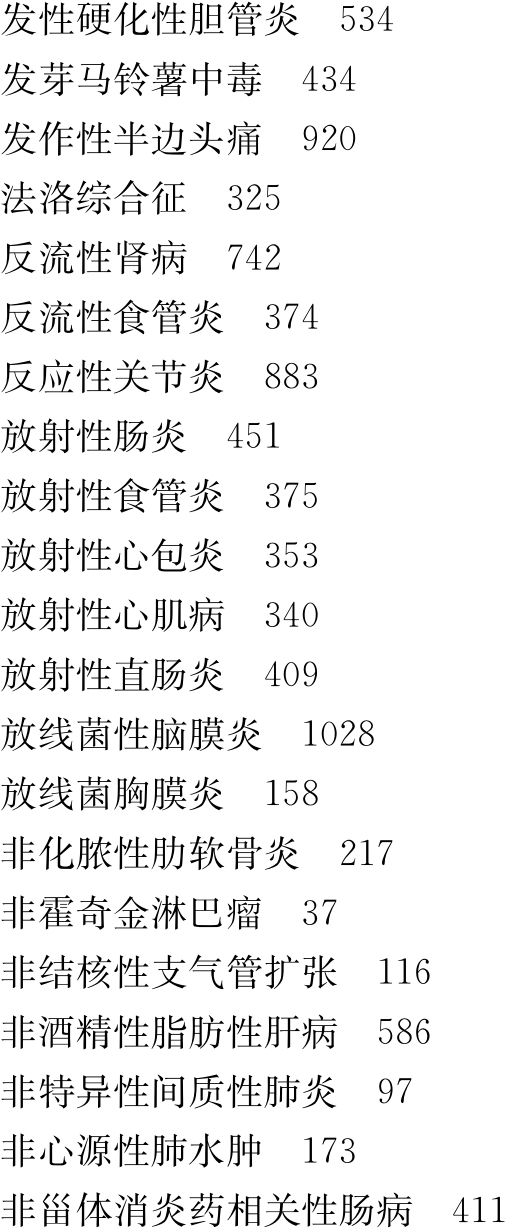 发性硬化性胆管炎 534
发芽马铃薯中毒 434
发作性半边头痛 920
法洛综合征 325
反流性肾病 742
反流性食管炎 374
反应性关节炎 883
放射性肠炎 451
放射性食管炎 375
放射性心包炎 353
放射性心肌病 340
放射性直肠炎 409
放线菌性脑膜炎 1028
放线菌胸膜炎 158
非化脓性肋软骨炎 217
非霍奇金淋巴瘤 37
非结核性支气管扩张 116
非酒精性脂肪性肝病 586
非特异性间质性肺炎 97
非心源性肺水肿 173
非甾体消炎药相关性肠病 411